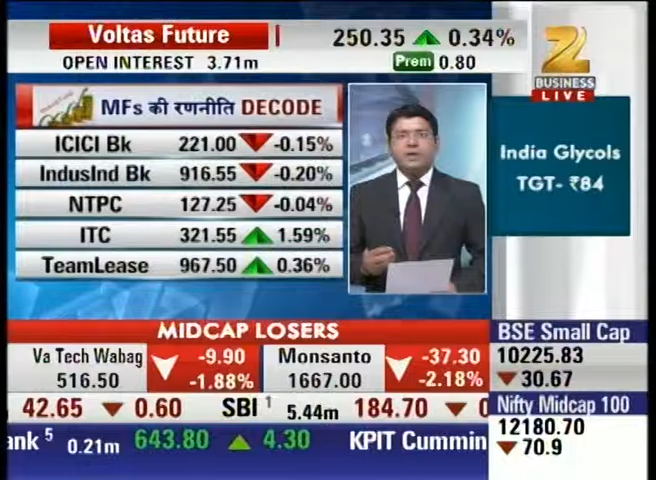 Voltas Future
250.35 0.34%
OPEN INTEREST 3.71m
Prem 0.80
Z
BUSINESS
LIVE
MFs की रणनीति DECODE
ICICI Bk 221.00 -0.15%
IndusInd Bk 916.55 -0.20%
NTPC 127.25 -0.04%
ITC 321.55 1.59%
TeamLease 967.50 0.36%
India Glycols
TGT- ₹84
MIDCAP LOSERS
Va Tech Wabag -9.90
516.50 -1.88%
Monsanto -37.30
1667.00 -2.18%
BSE Small Cap
10225.83
30.67
Nifty Midcap 100
12180.70
70.9
42.65 0.60 SBI 1 5.44m 184.70 0
ank 5 0.21m 643.80 4.30 KPIT Cummin